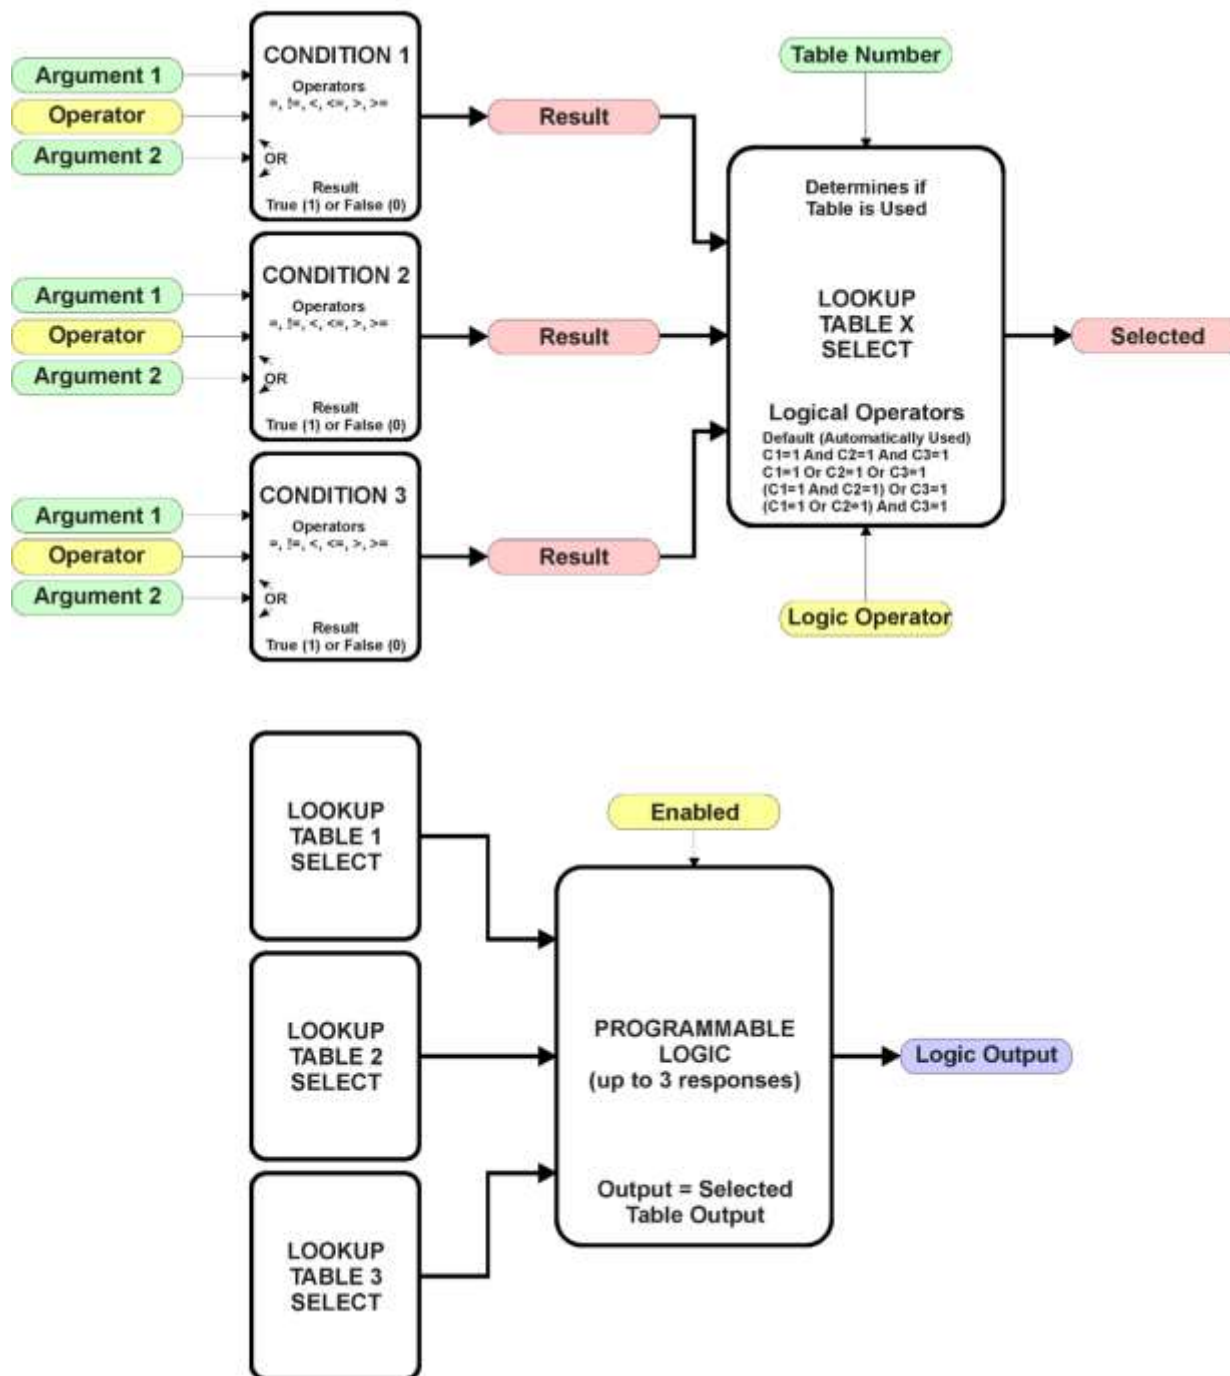 CONDITION 1
Operators
=, !=, <, <=, >, >=
OR
Result
True (1) or False (0)
Argument 1
Operator
Argument 2
Result
CONDITION 2
Operators
=, !=, <, <=, >, >=
OR
Result
True (1) or False (0)
Argument 1
Operator
Argument 2
Result
CONDITION 3
Operators
=, !=, <, <=, >, >=
OR
Result
True (1) or False (0)
Argument 1
Operator
Argument 2
Result
Table Number
Determines if
Table is Used
LOOKUP
TABLE X
SELECT
Logical Operators
Default (Automatically Used)
C1=1 And C2=1 And C3=1
C1=1 Or C2=1 Or C3=1
(C1=1 And C2=1) Or C3=1
(C1=1 Or C2=1) And C3=1
Logic Operator
Selected
LOOKUP
TABLE 1
SELECT
LOOKUP
TABLE 2
SELECT
LOOKUP
TABLE 3
SELECT
Enabled
PROGRAMMABLE
LOGIC
(up to 3 responses)
Output = Selected
Table Output
Logic Output